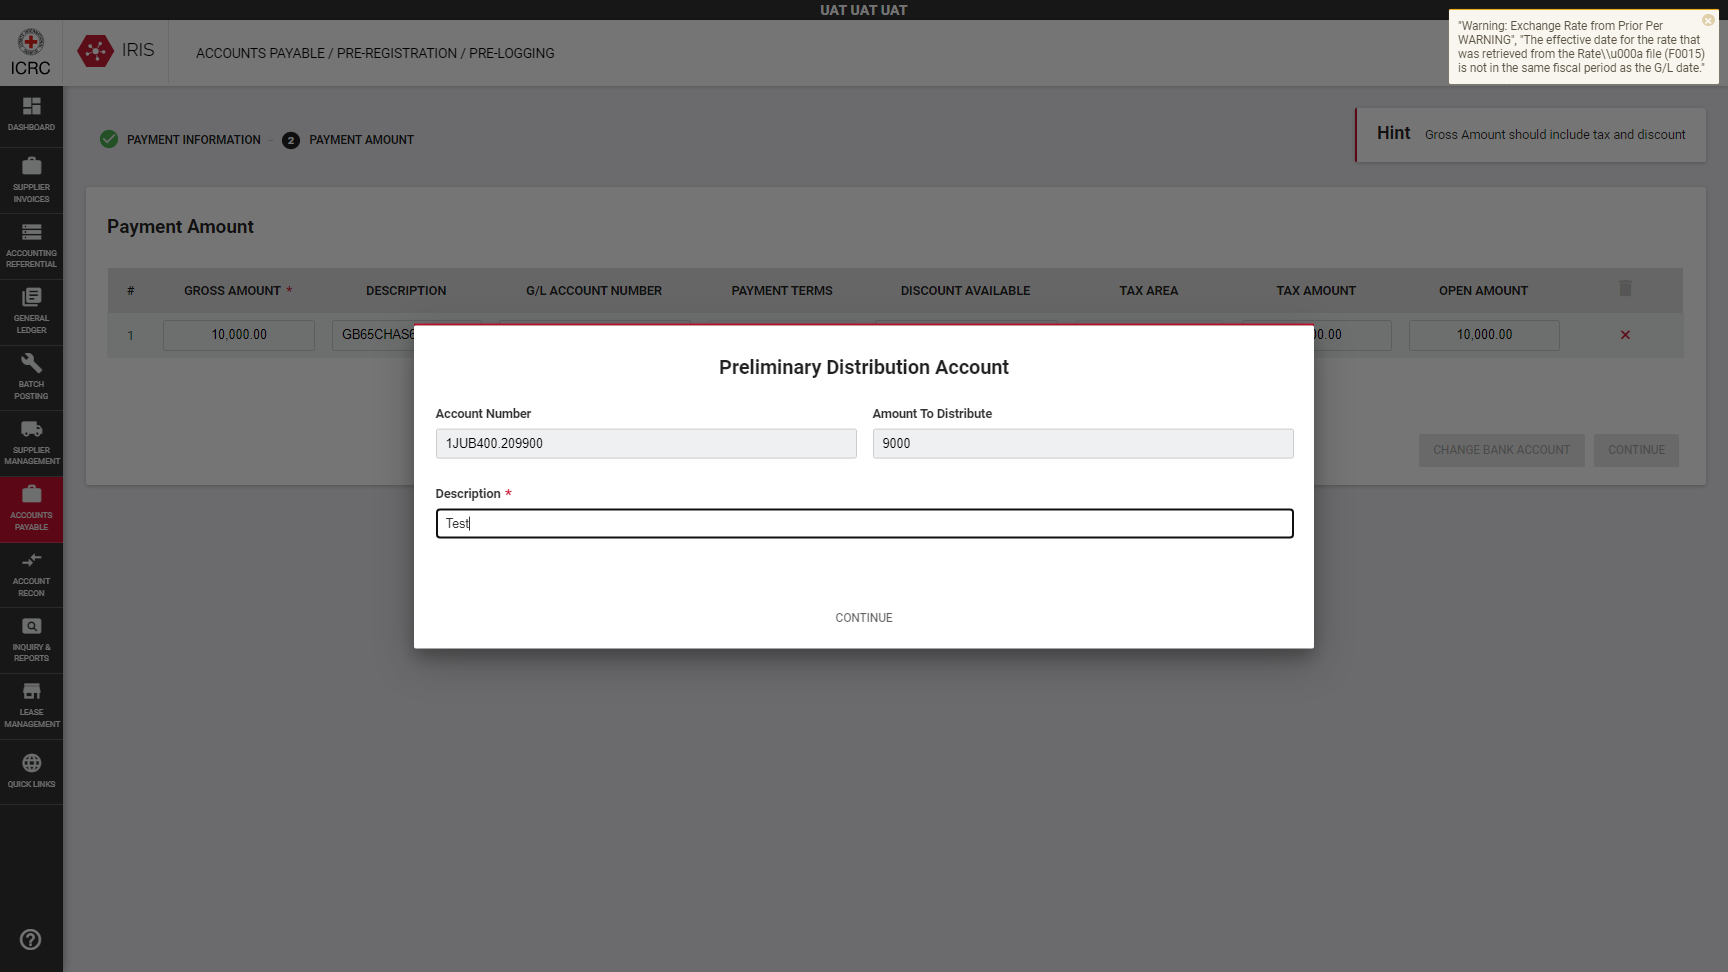 UAT UAT UAT
ICRC
IRIS
ACCOUNTS PAYABLE / PRE-REGISTRATION / PRE-LOGGING
"Warning: Exchange Rate from Prior Per
WARNING", "The effective date for the rate that
was retrieved from the Rate\\u000a file (F0015)
is not in the same fiscal period as the G/L date."
DASHBOARD
SUPPLIER
INVOICES
ACCOUNTING
REFERENTIAL
GENERAL
LEDGER
BATCH
POSTING
SUPPLIER
MANAGEMENT
ACCOUNTS
PAYABLE
ACCOUNT
RECON
INQUIRY &
REPORTS
LEASE
MANAGEMENT
QUICK LINKS
PAYMENT INFORMATION - 2 PAYMENT AMOUNT
Hint Gross Amount should include tax and discount
Payment Amount
# GROSS AMOUNT * DESCRIPTION G/L ACCOUNT NUMBER PAYMENT TERMS DISCOUNT AVAILABLE TAX AREA TAX AMOUNT OPEN AMOUNT
1 10,000.00 GB65CHAS6 00.00 10,000.00
CHANGE BANK ACCOUNT CONTINUE
Preliminary Distribution Account
Account Number Amount To Distribute
1JUB400.209900 9000
Description *
Test
CONTINUE